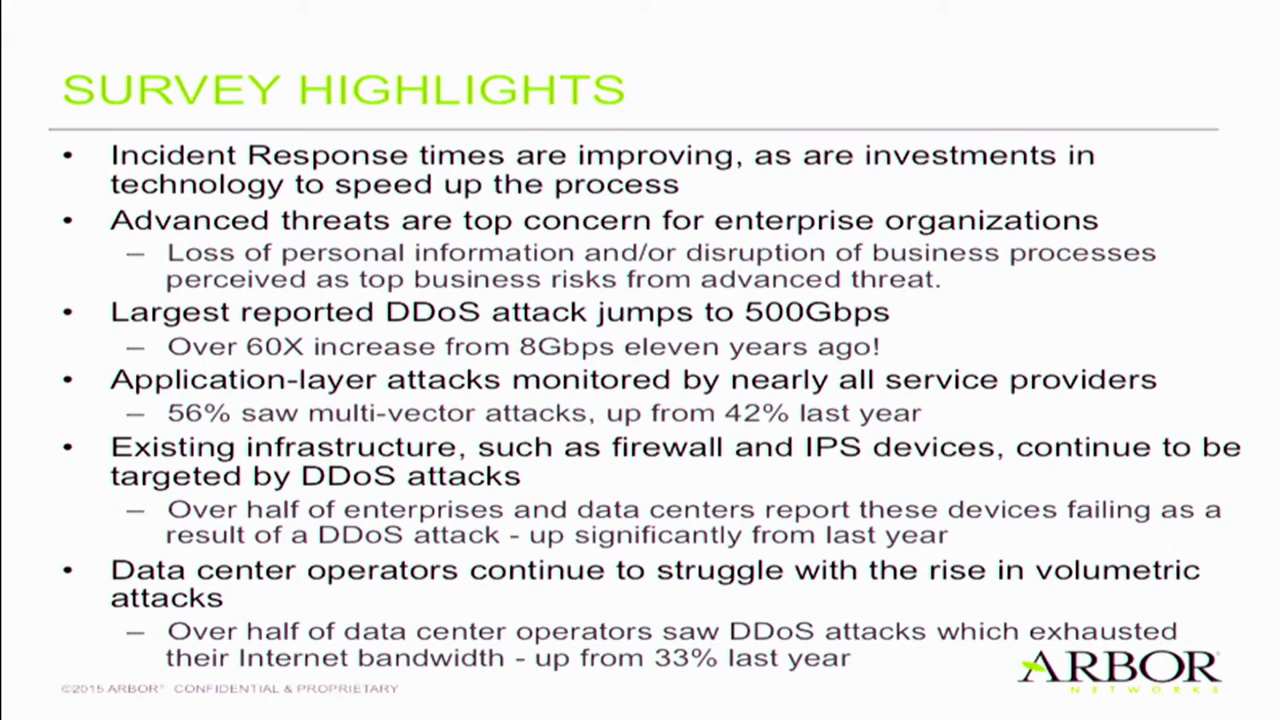 SURVEY HIGHLIGHTS
• Incident Response times are improving, as are investments in
technology to speed up the process
• Advanced threats are top concern for enterprise organizations
– Loss of personal information and/or disruption of business processes
perceived as top business risks from advanced threat.
• Largest reported DDoS attack jumps to 500Gbps
– Over 60X increase from 8Gbps eleven years ago!
• Application-layer attacks monitored by nearly all service providers
– 56% saw multi-vector attacks, up from 42% last year
• Existing infrastructure, such as firewall and IPS devices, continue to be
targeted by DDoS attacks
– Over half of enterprises and data centers report these devices failing as a
result of a DDoS attack - up significantly from last year
• Data center operators continue to struggle with the rise in volumetric
attacks
– Over half of data center operators saw DDoS attacks which exhausted
their Internet bandwidth - up from 33% last year
©2015 ARBOR® CONFIDENTIAL & PROPRIETARY
ARBOR®
NETWORKS